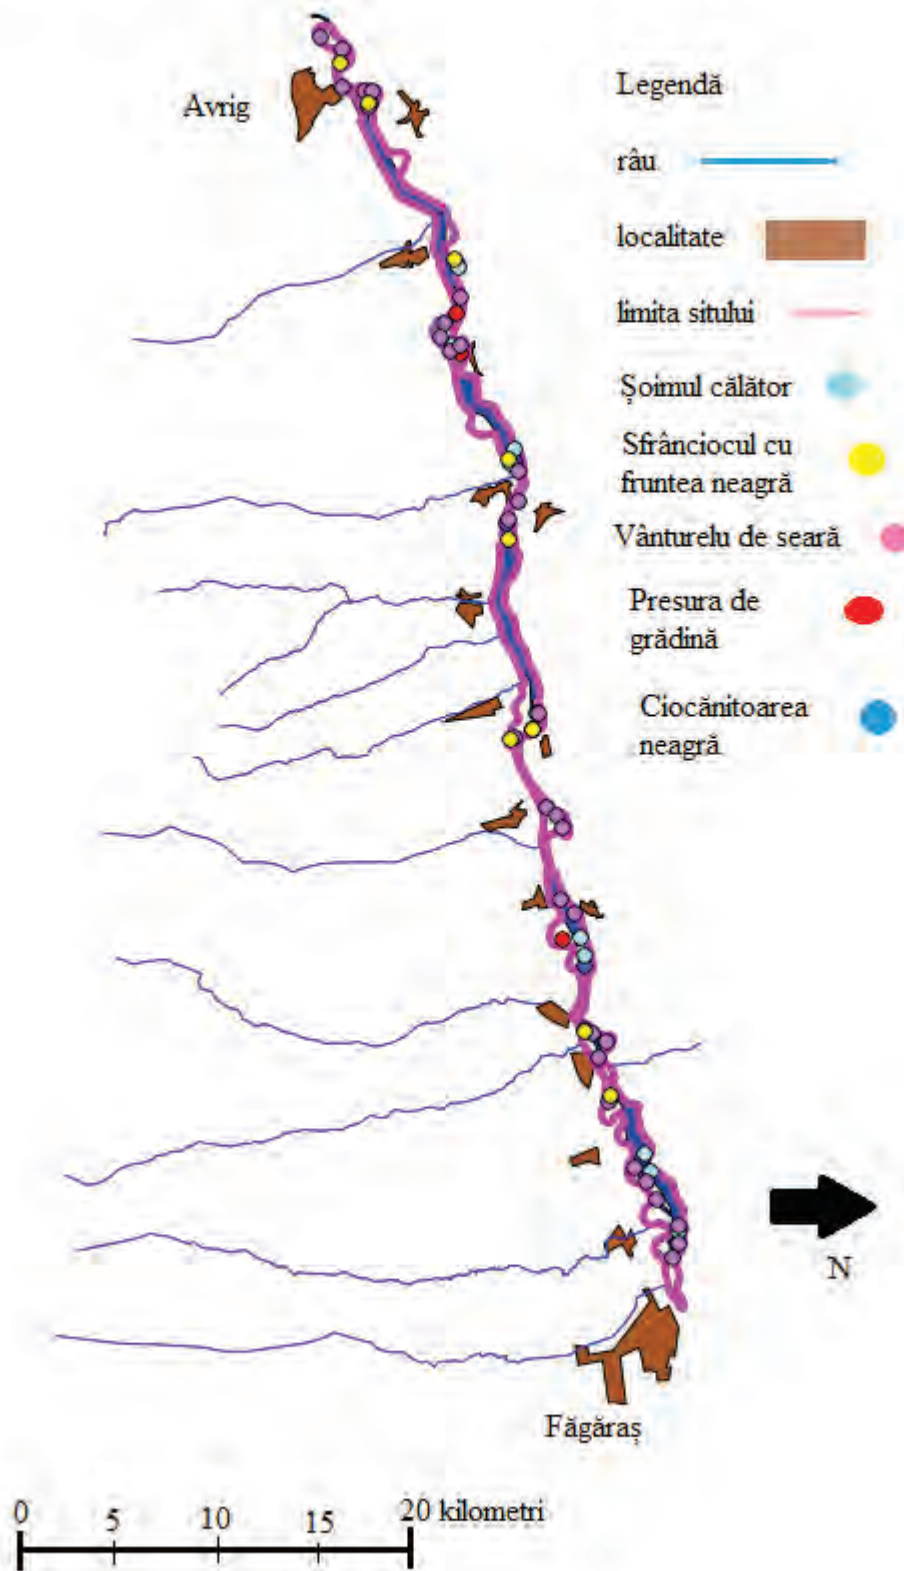 Avrig
Legendă
râu
localitate
limita sitului
Șoimul călător
Sfrânciocul cu
fruntea neagră
Vânturelu de seară
Presura de
grădină
Ciocănitoarea
neagră
N
Făgăraș
0 5 10 15 20 kilometri